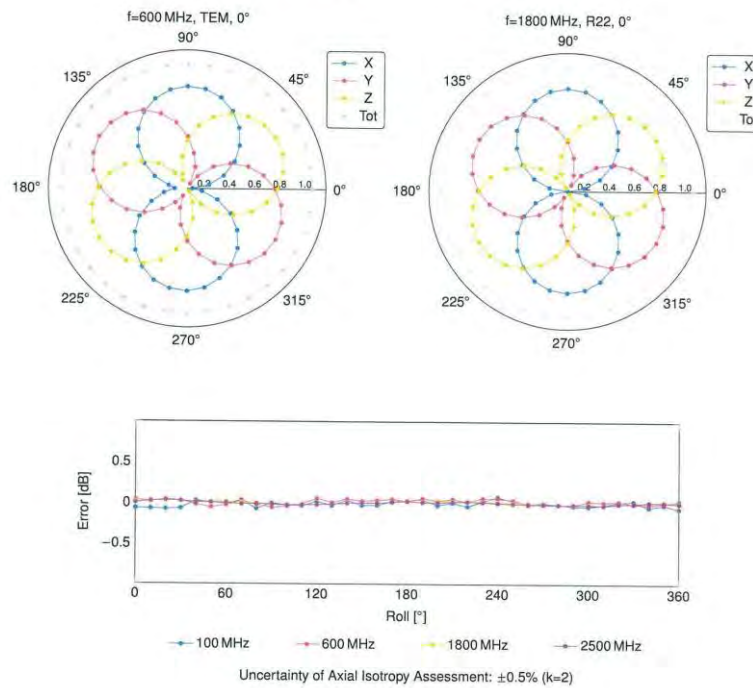 f=600 MHz, TEM, 0°
90°
135°
45°
X
Y
Z
Tot
180°
0.2 0.4 0.6 0.8 1.0
0°
225°
315°
270°
f=1800 MHz, R22, 0°
90°
135°
45°
X
Y
Z
To
180°
0.2 0.4 0.6 0.8 1.0
0°
225°
315°
270°
Error [dB]
0.5
0
−0.5
0 60 120 180 240 300 360
Roll [°]
100 MHz 600 MHz 1800 MHz 2500 MHz
Uncertainty of Axial Isotropy Assessment: ±0.5% (k=2)